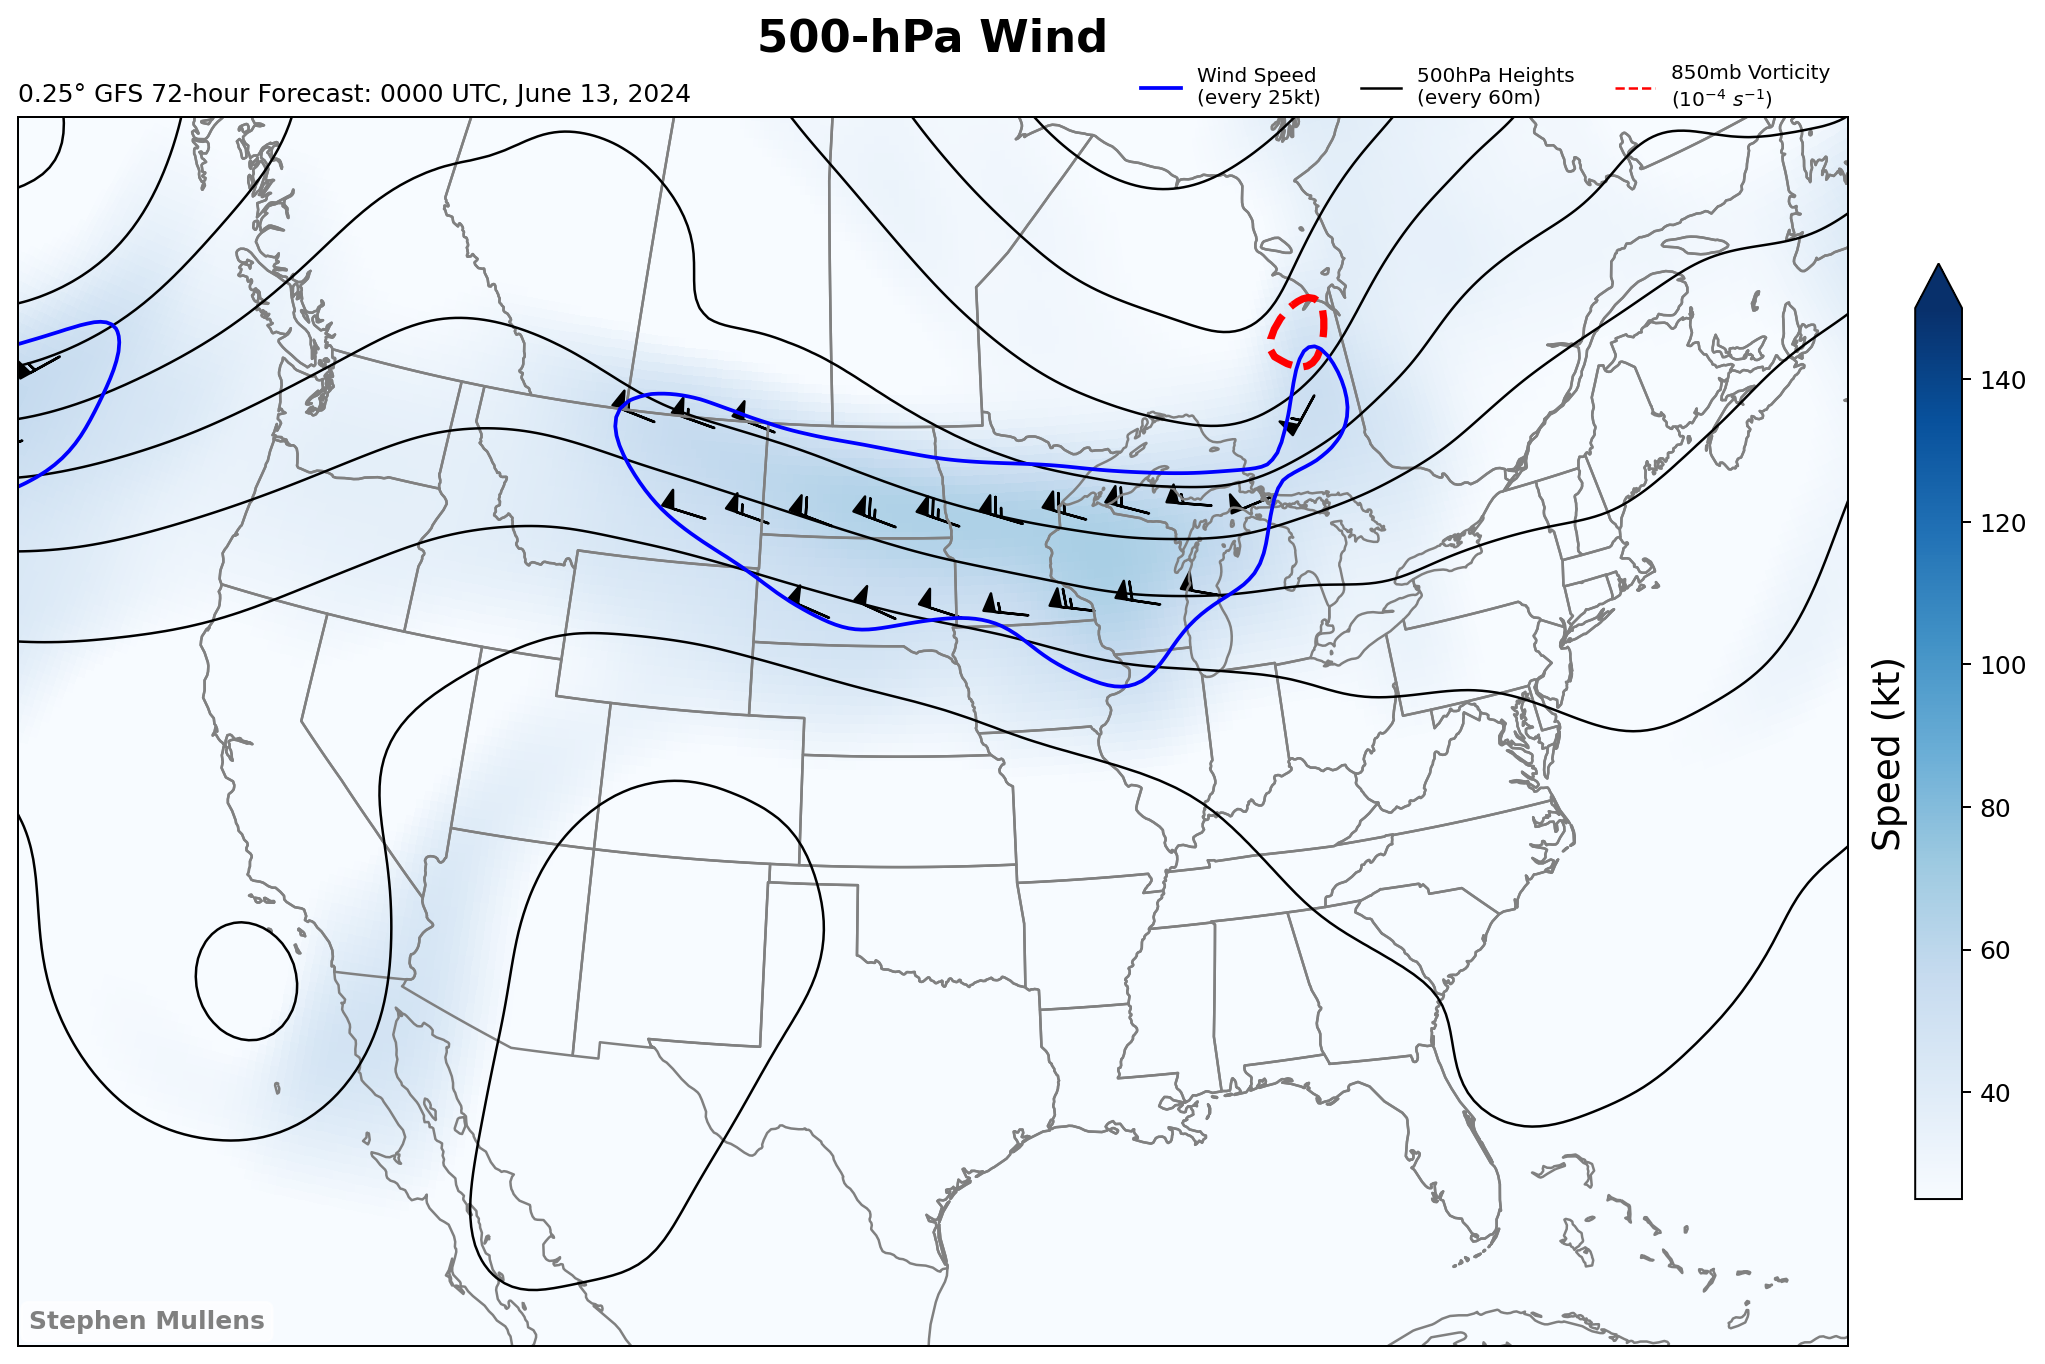 500-hPa Wind
0.25° GFS 72-hour Forecast: 0000 UTC, June 13, 2024
Wind Speed
(every 25kt)
500hPa Heights
(every 60m)
850mb Vorticity
(10⁻⁴ s⁻¹)
140
120
100
80
60
40
Speed (kt)
Stephen Mullens